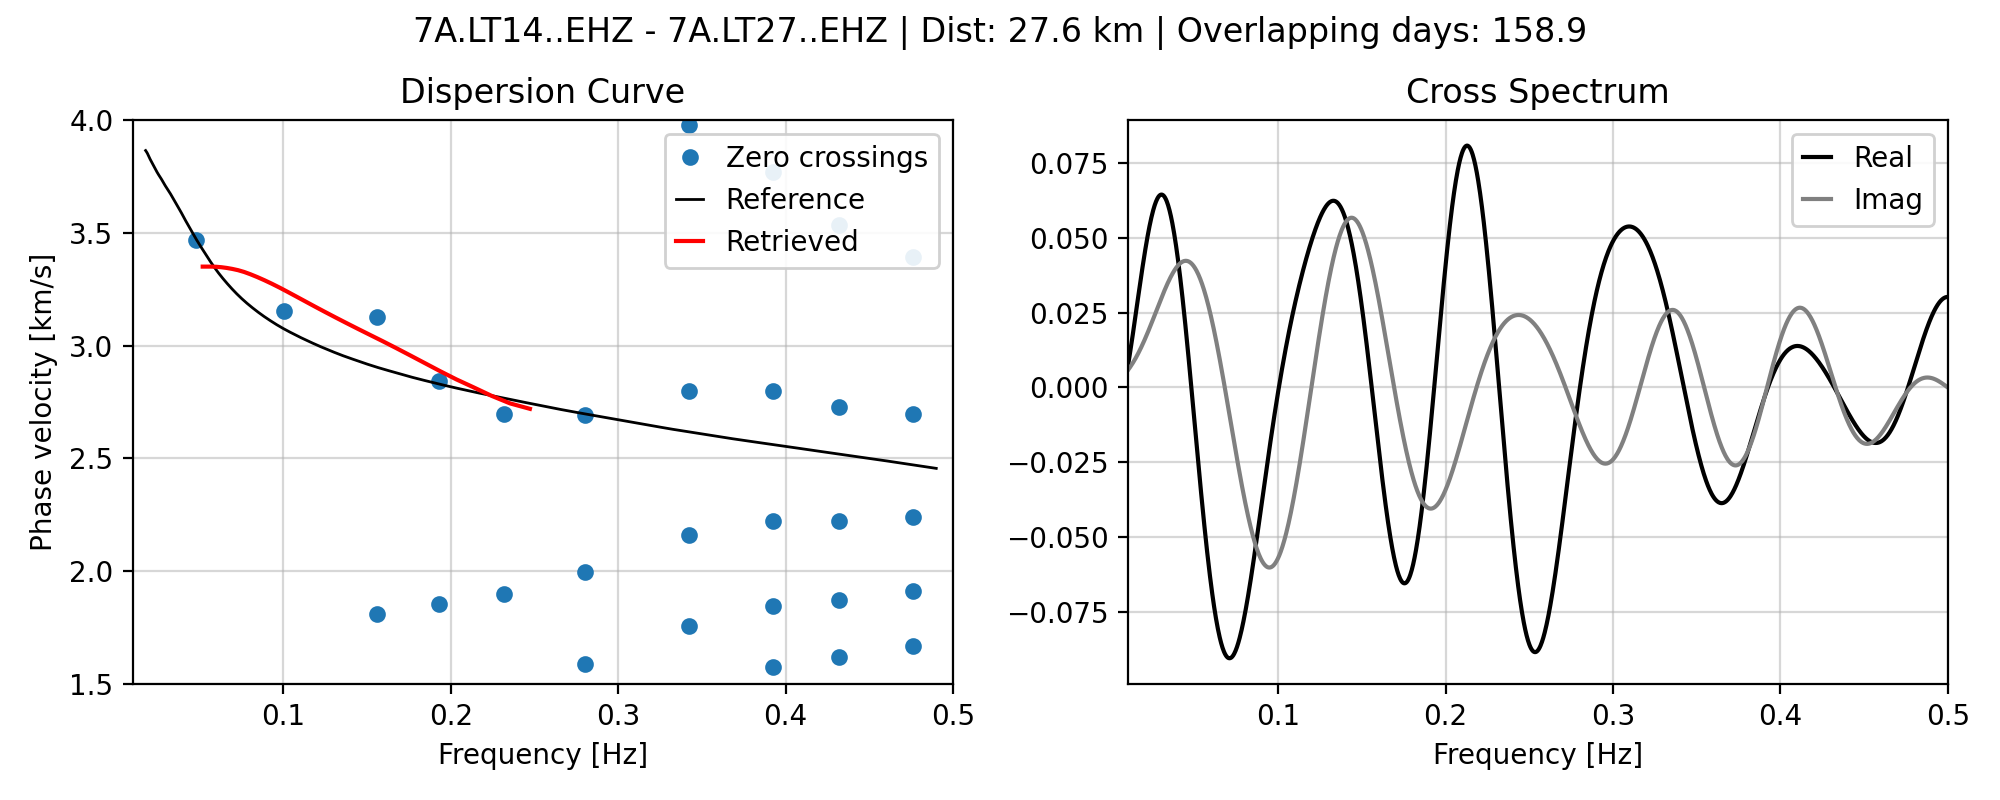 7A.LT14..EHZ - 7A.LT27..EHZ | Dist: 27.6 km | Overlapping days: 158.9
Dispersion Curve
4.0
3.5
3.0
2.5
2.0
1.5
Phase velocity [km/s]
0.1
0.2
0.3
0.4
0.5
Frequency [Hz]
Zero crossings
Reference
Retrieved
Cross Spectrum
0.075
0.050
0.025
0.000
−0.025
−0.050
−0.075
0.1
0.2
0.3
0.4
0.5
Frequency [Hz]
Real
Imag